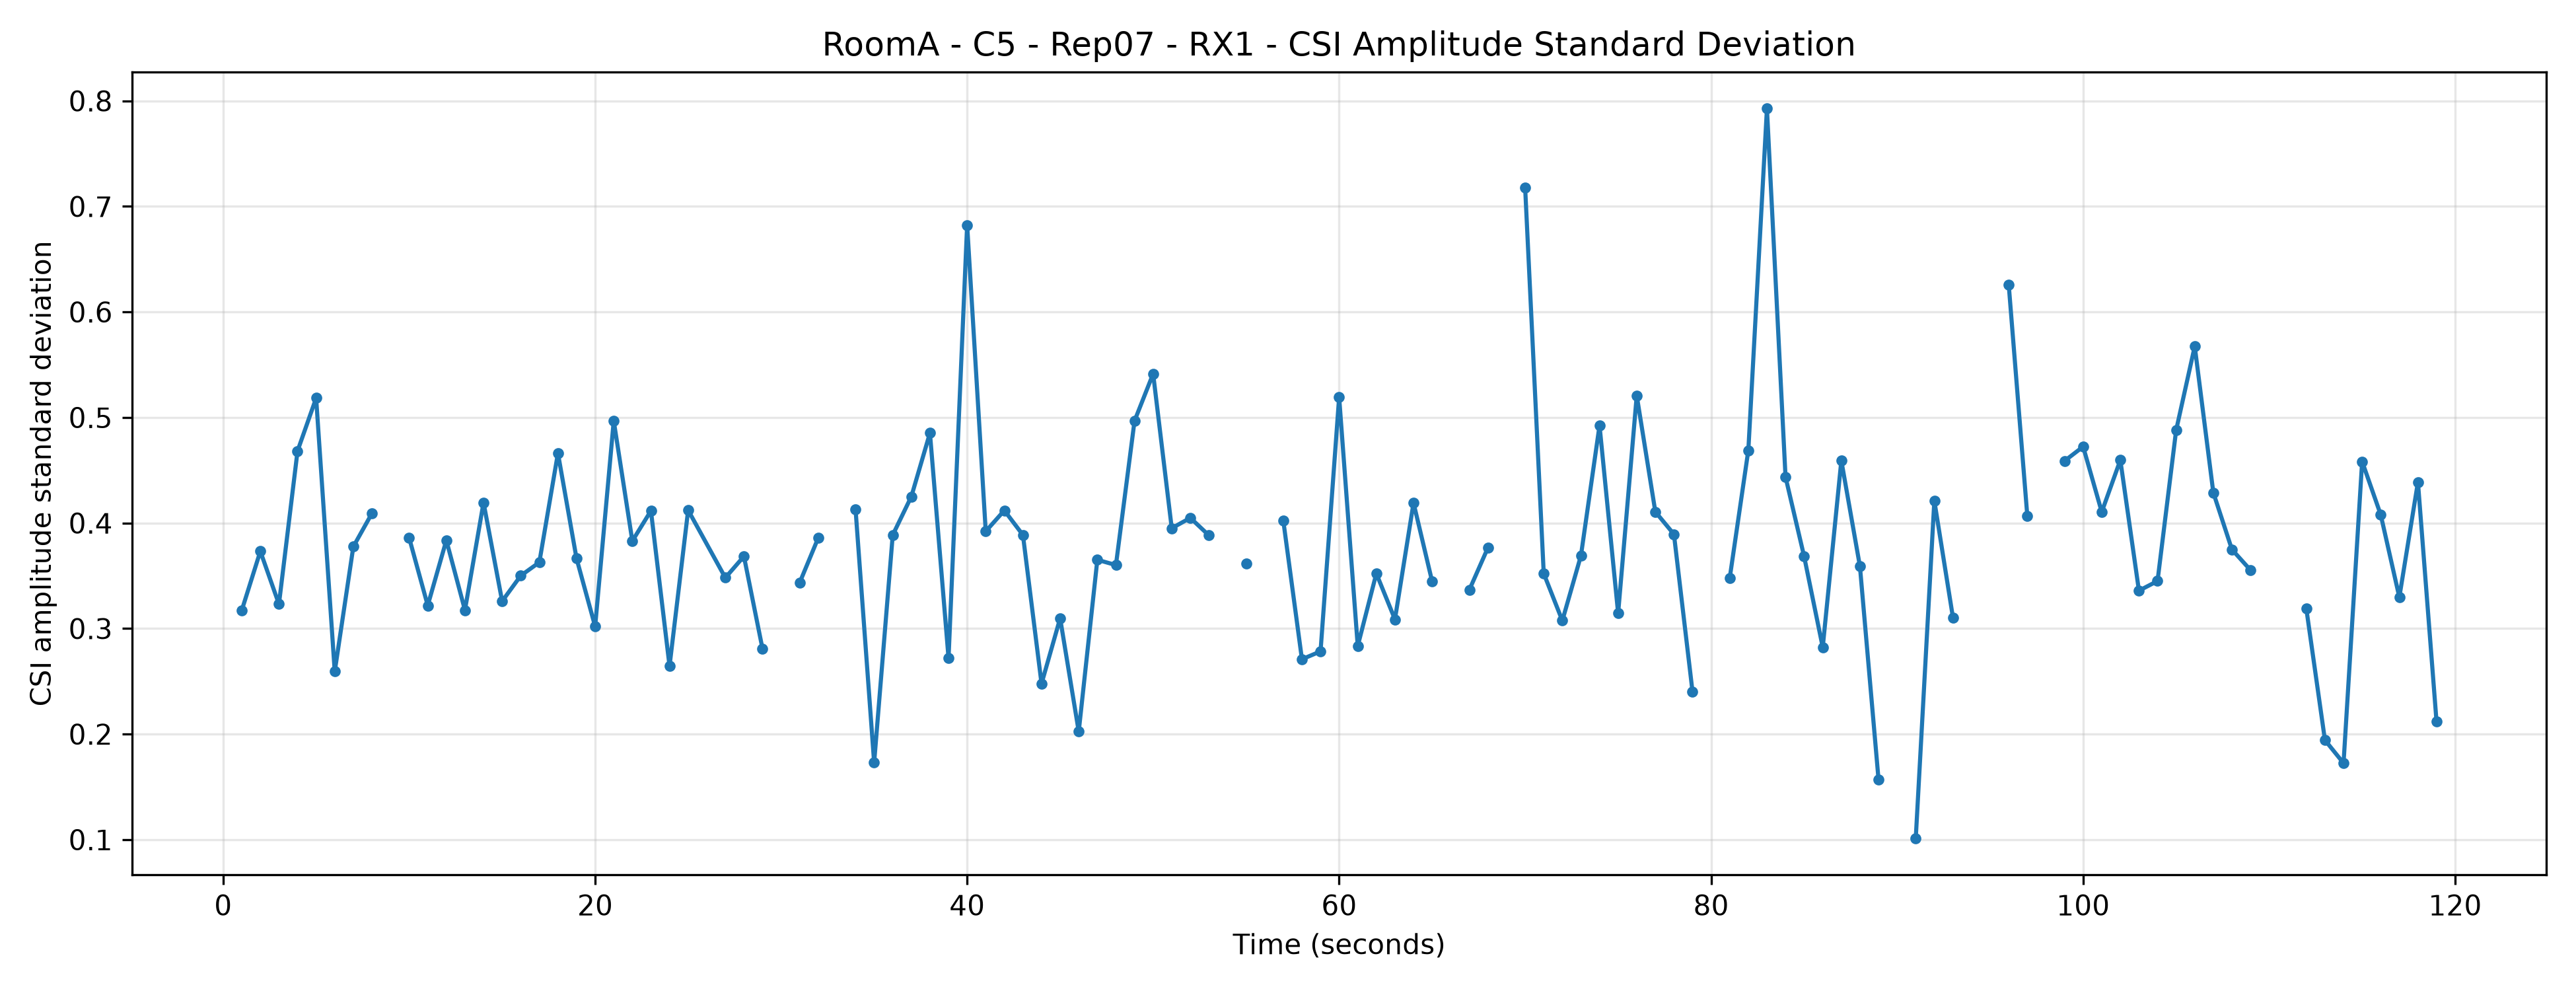 RoomA - C5 - Rep07 - RX1 - CSI Amplitude Standard Deviation
CSI amplitude standard deviation
0.8
0.7
0.6
0.5
0.4
0.3
0.2
0.1
0 20 40 60 80 100 120
Time (seconds)